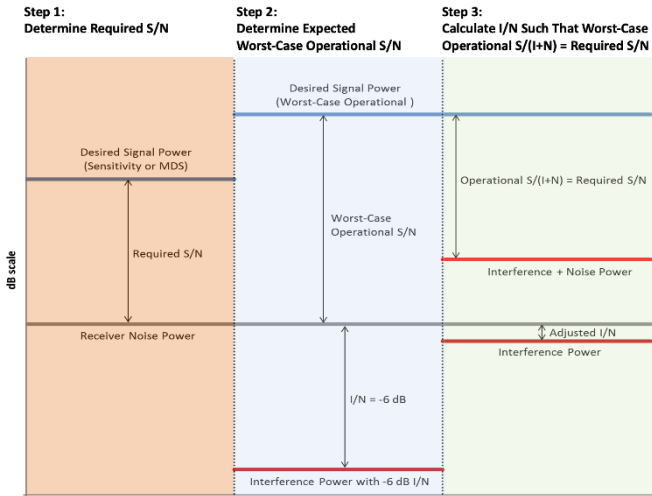 Step 1:
Determine Required S/N
Step 2:
Determine Expected
Worst-Case Operational S/N
Step 3:
Calculate I/N Such That Worst-Case
Operational S/(I+N) = Required S/N
dB scale
Desired Signal Power
(Sensitivity or MDS)
Required S/N
Receiver Noise Power
Desired Signal Power
(Worst-Case Operational )
Worst-Case
Operational S/N
I/N = -6 dB
Interference Power with -6 dB I/N
Operational S/(I+N) = Required S/N
Interference + Noise Power
Adjusted I/N
Interference Power